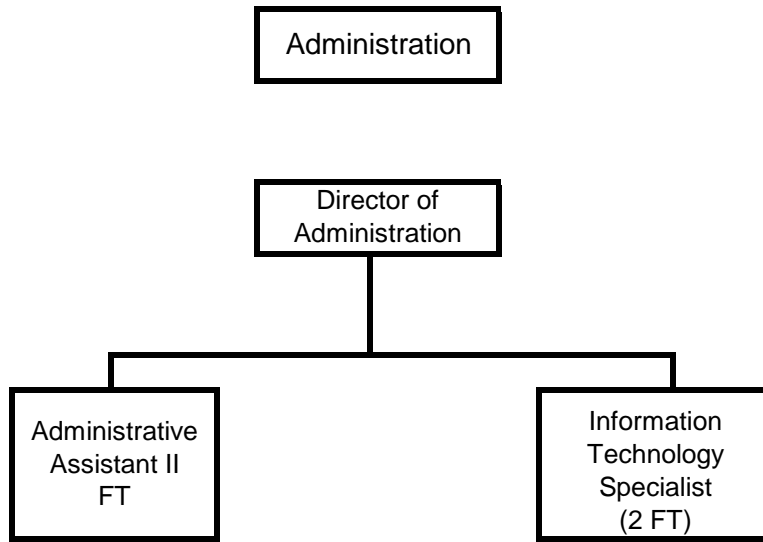 Administration
Director of
Administration
Administrative
Assistant II
FT
Information
Technology
Specialist
(2 FT)